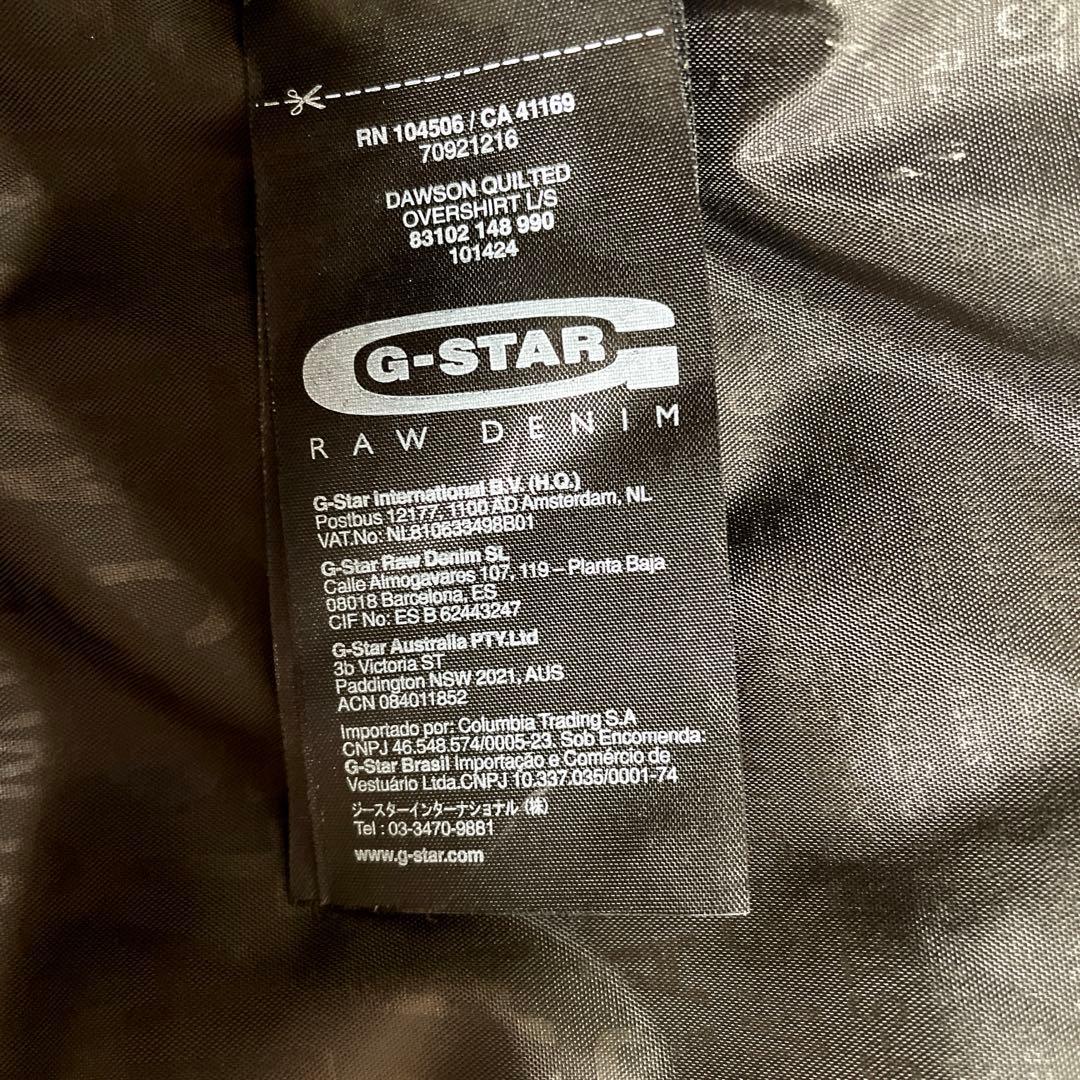 RN 104506 / CA 41169
70921216
DAWSON QUILTED
OVERSHIRT L/S
83102 148 990
101424
G-STAR
RAW DENIM
G-Star International B.V. (H.Q.)
Postbus 12177, 1100 AD Amsterdam, NL
VAT.No: NL810633498B01
G-Star Raw Denim SL
Calle Almogavares 107, 119 – Planta Baja
08018 Barcelona, ES
CIF No: ES B 62443247
G-Star Australia PTY.Ltd
3b Victoria ST
Paddington NSW 2021, AUS
ACN 084011852
Importado por: Columbia Trading S.A
CNPJ 46.548.574/0005-23. Sob Encomenda:
G-Star Brasil Importação e Comércio de
Vestuário Ltda.CNPJ 10.337.035/0001-74
ジースターインターナショナル (株)
Tel : 03-3470-9881
www.g-star.com